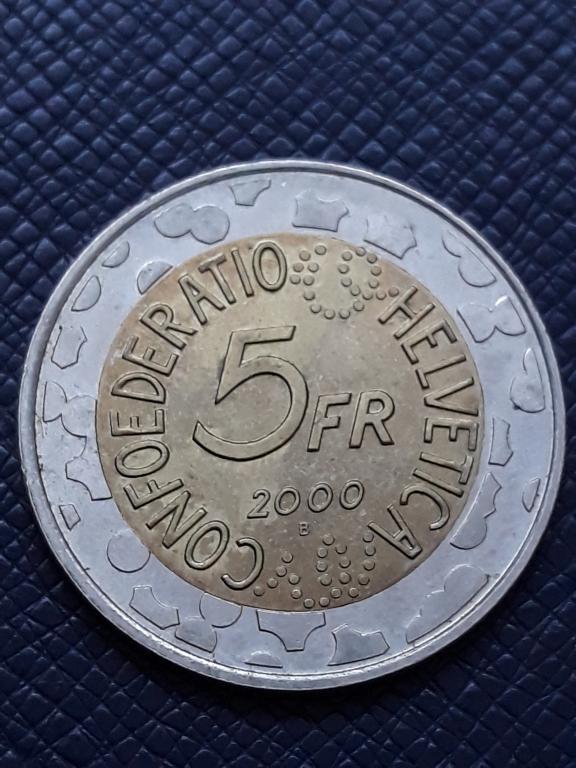 CONFOEDERATIO HELVETICA
5 FR
2000
B